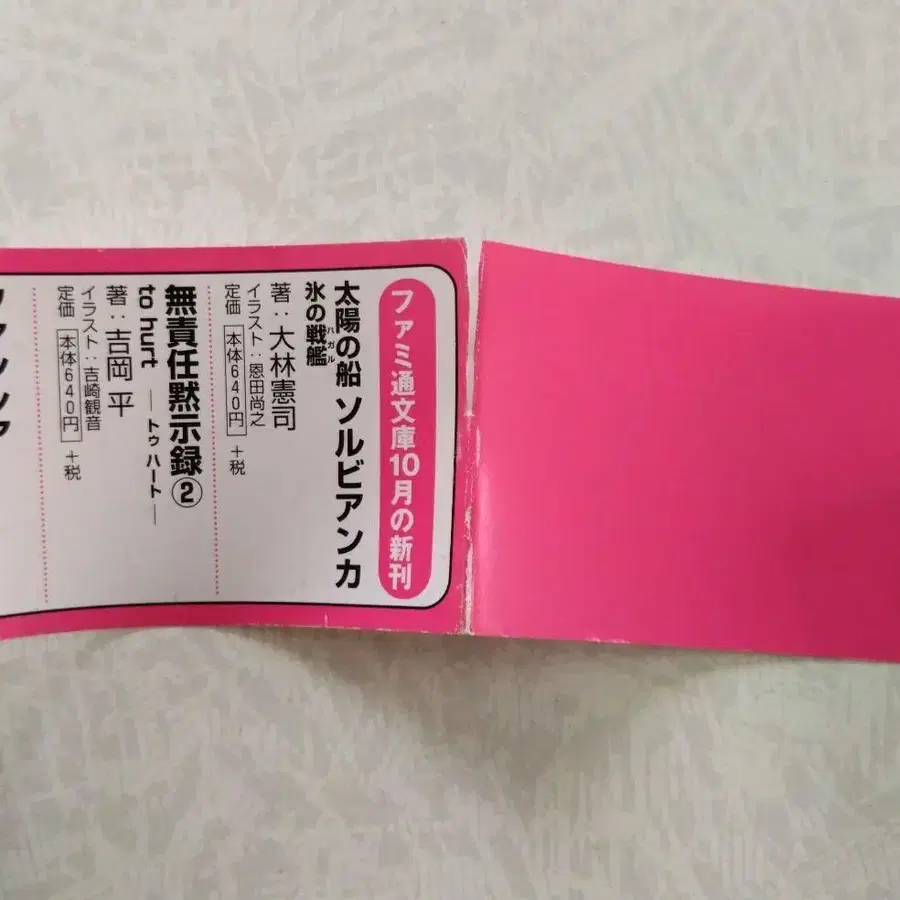 ファミ通文庫10月の新刊
太陽の船 ソルビアンカ
氷の戦艦
ハガル
著：大林憲司
イラスト：恩田尚之
定価 本体640円 +税
無責任黙示録②
to hurt ―トゥ ハート―
著：吉岡 平
イラスト：吉崎観音
定価 本体640円 +税